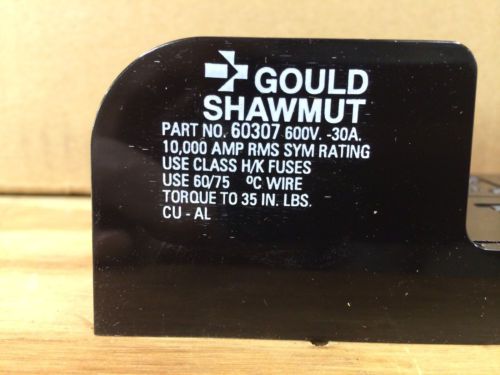 GOULD
SHAWMUT
PART NO. 60307 600V. -30A.
10,000 AMP RMS SYM RATING
USE CLASS H/K FUSES
USE 60/75 ºC WIRE
TORQUE TO 35 IN. LBS.
CU - AL